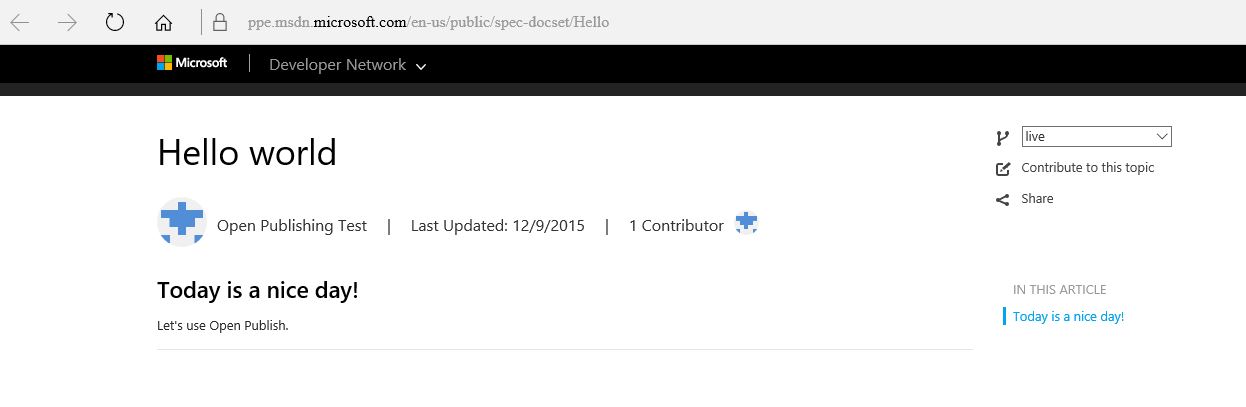 ppe.msdn.microsoft.com/en-us/public/spec-docset/Hello
Microsoft | Developer Network
Hello world
live
Contribute to this topic
Share
Open Publishing Test | Last Updated: 12/9/2015 | 1 Contributor
Today is a nice day!
Let's use Open Publish.
IN THIS ARTICLE
Today is a nice day!